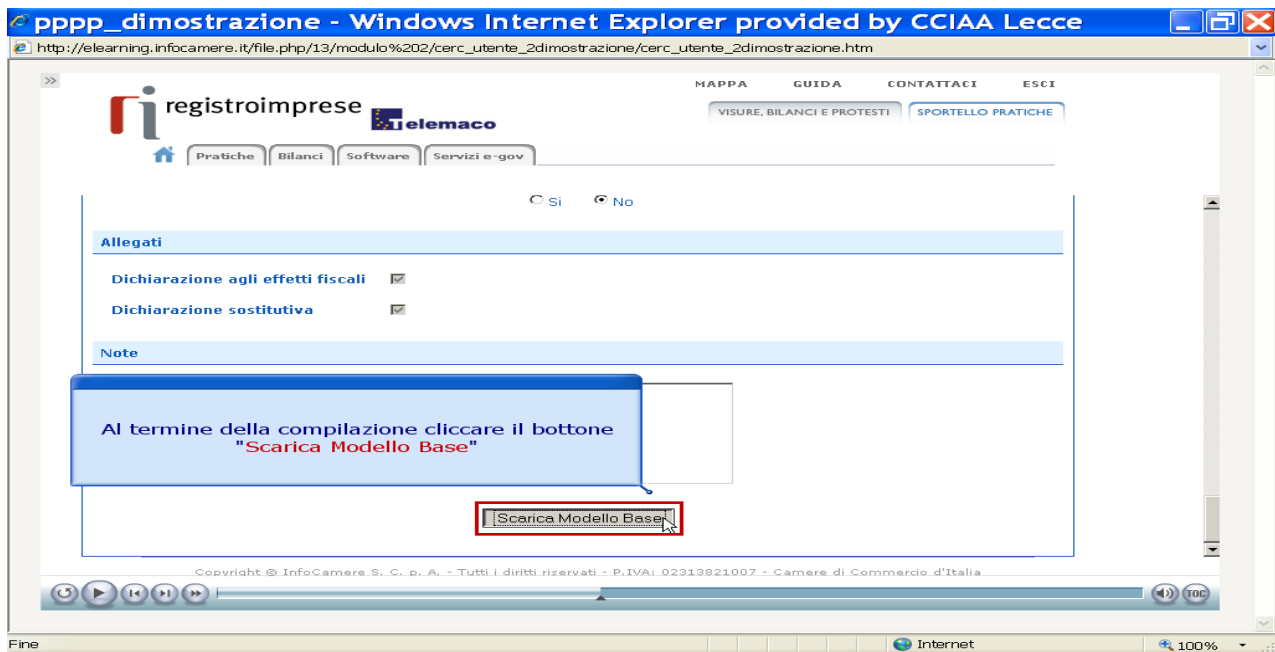 pppp_dimostrazione - Windows Internet Explorer provided by CCIAA Lecce
http://elearning.infocamere.it/file.php/13/modulo%202/cerc_utente_2dimostrazione/cerc_utente_2dimostrazione.htm
MAPPA GUIDA CONTATTACI ESCI
ri registroimprese Telemaco
VISURE, BILANCI E PROTESTI SPORTELLO PRATICHE
Pratiche Bilanci Software Servizi e-gov
Si No
Allegati
Dichiarazione agli effetti fiscali
Dichiarazione sostitutiva
Note
Al termine della compilazione cliccare il bottone
"Scarica Modello Base"
Scarica Modello Base
Copyright © InfoCamere S. C. p. A. - Tutti i diritti riservati - P.IVA: 02313821007 - Camere di Commercio d'Italia
TOC
Fine Internet 100%